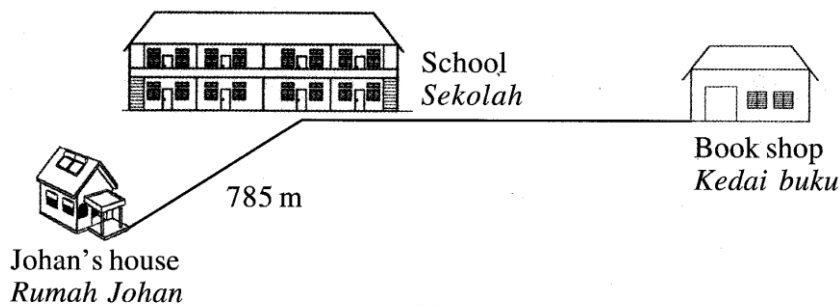 School
Sekolah
Book shop
Kedai buku
785 m
Johan's house
Rumah Johan